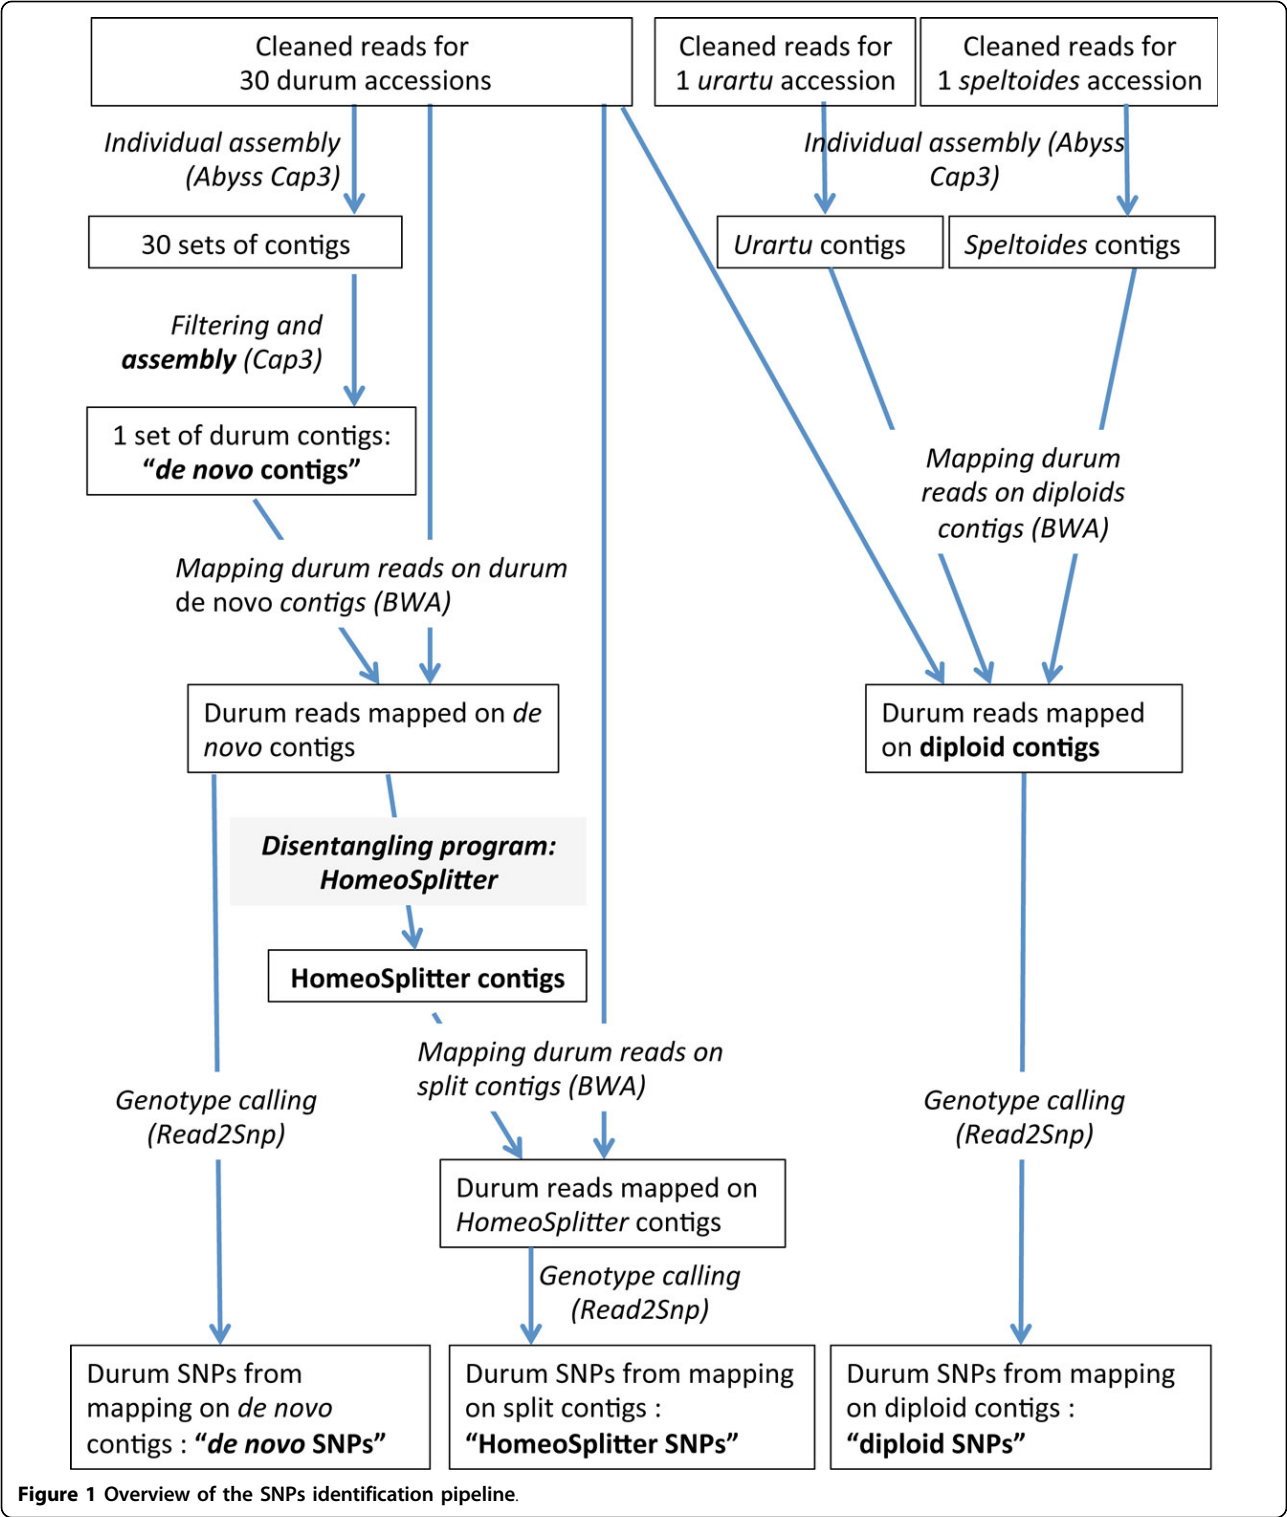 Cleaned reads for
30 durum accessions
Cleaned reads for
1 urartu accession
Cleaned reads for
1 speltoides accession
Individual assembly
(Abyss Cap3)
Individual assembly (Abyss
Cap3)
30 sets of contigs
Urartu contigs
Speltoides contigs
Filtering and
assembly (Cap3)
1 set of durum contigs:
“de novo contigs”
Mapping durum
reads on diploids
contigs (BWA)
Mapping durum reads on durum
de novo contigs (BWA)
Durum reads mapped on de
novo contigs
Durum reads mapped
on diploid contigs
Disentangling program:
HomeoSplitter
HomeoSplitter contigs
Mapping durum reads on
split contigs (BWA)
Genotype calling
(Read2Snp)
Genotype calling
(Read2Snp)
Durum reads mapped on
HomeoSplitter contigs
Genotype calling
(Read2Snp)
Durum SNPs from
mapping on de novo
contigs : “de novo SNPs”
Durum SNPs from mapping
on split contigs :
“HomeoSplitter SNPs”
Durum SNPs from mapping
on diploid contigs :
“diploid SNPs”
Figure 1 Overview of the SNPs identification pipeline.